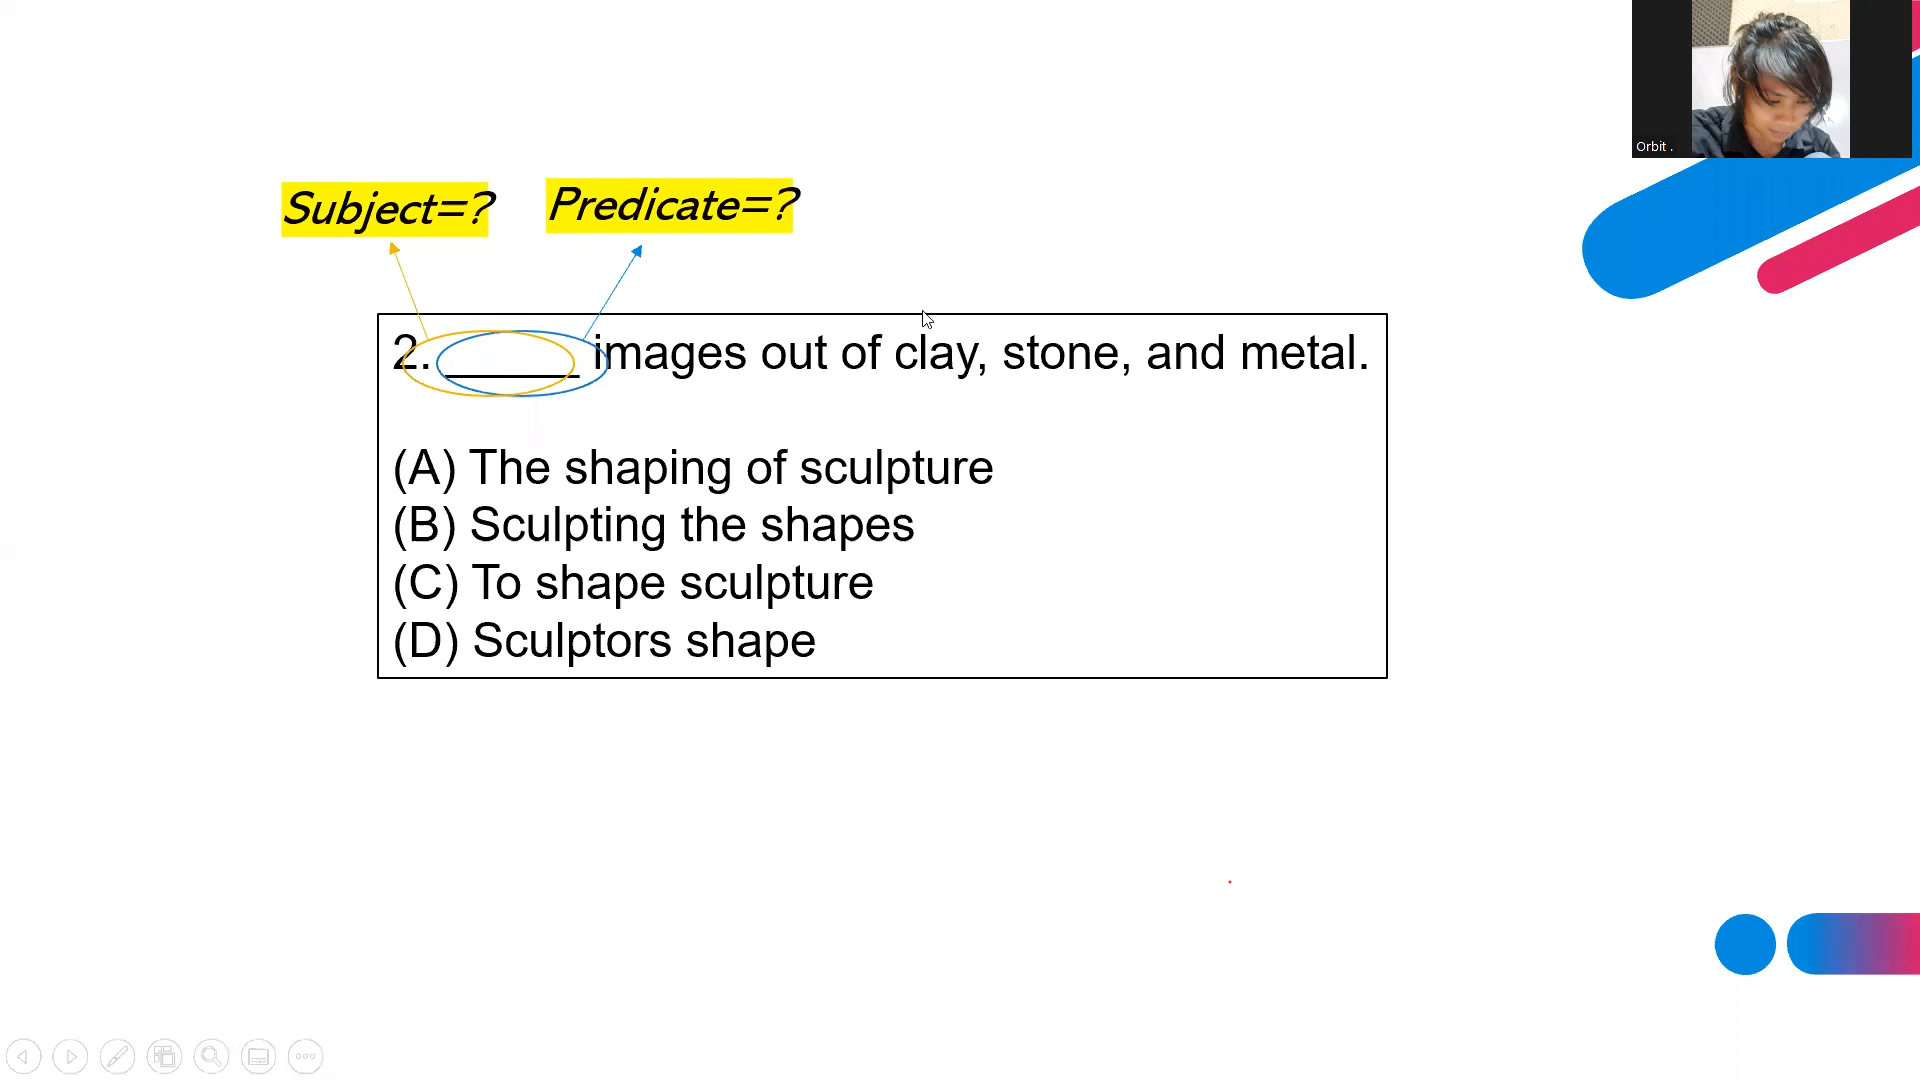 Orbit .
Subject=? Predicate=?
2. ______ images out of clay, stone, and metal.
(A) The shaping of sculpture
(B) Sculpting the shapes
(C) To shape sculpture
(D) Sculptors shape